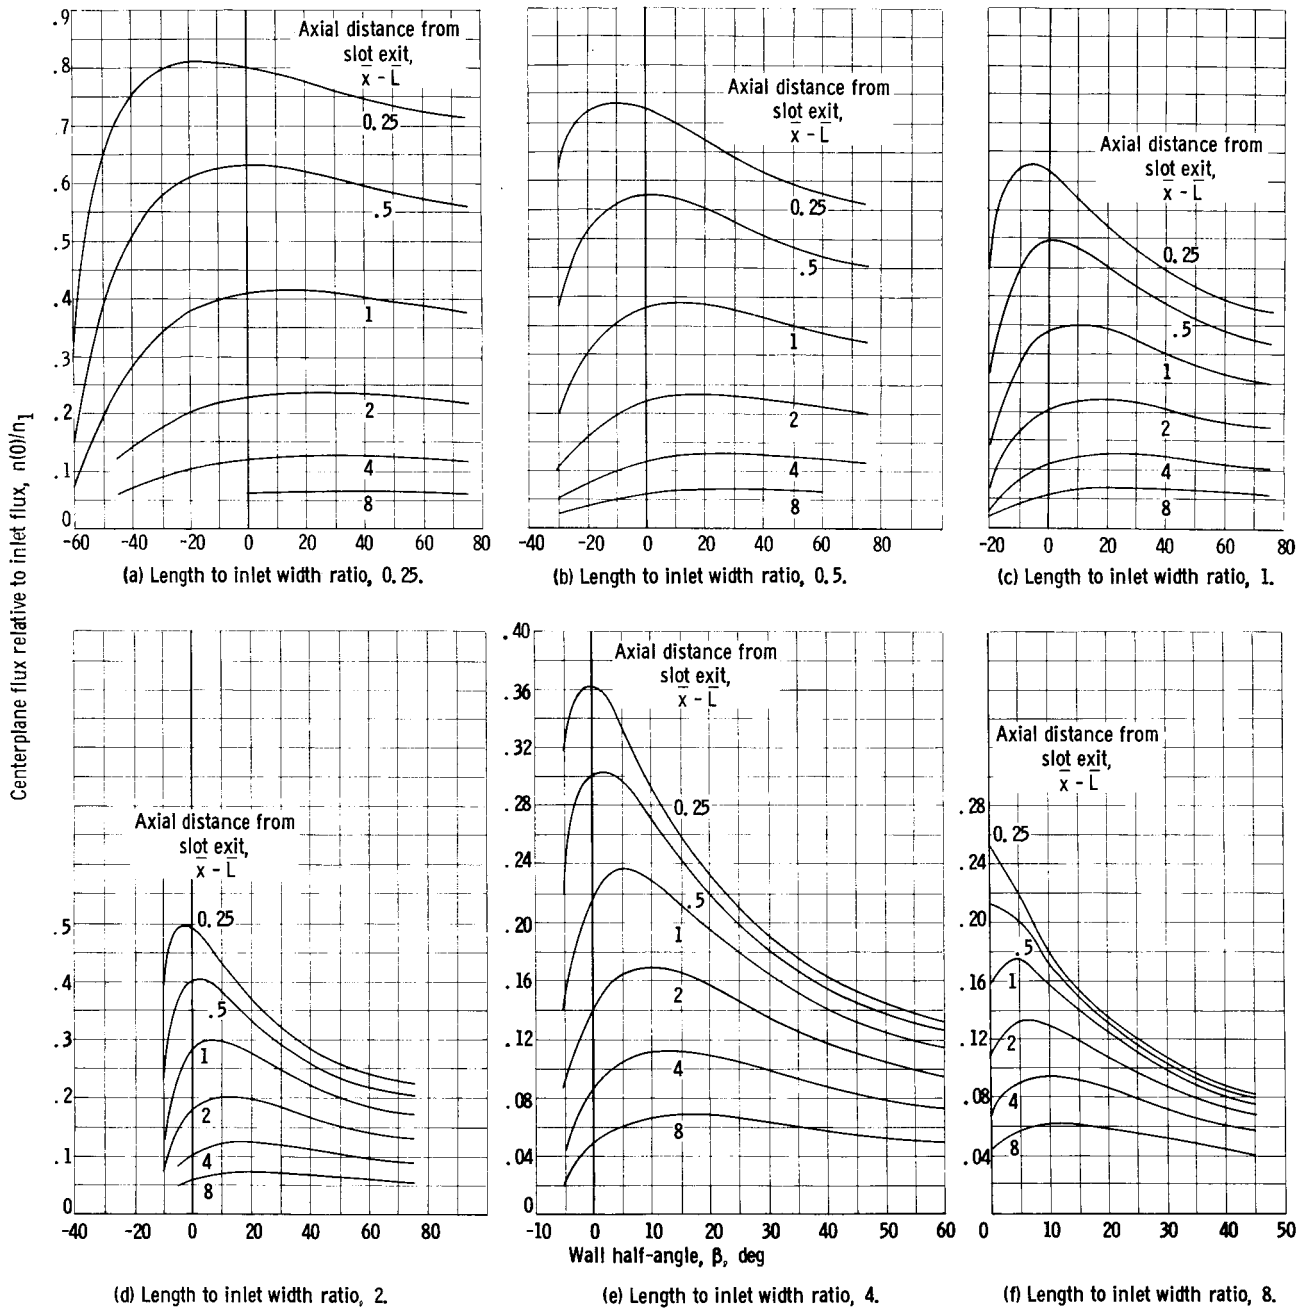 Centerplane flux relative to inlet flux, n(0)/n1
.9
.8
.7
.6
.5
.4
.3
.2
.1
0
Axial distance from
slot exit,
x̄ - L̄
0.25
.5
1
2
4
8
-60 -40 -20 0 20 40 60 80
(a) Length to inlet width ratio, 0.25.
Axial distance from
slot exit,
x̄ - L̄
0.25
.5
1
2
4
8
-40 -20 0 20 40 60 80
(b) Length to inlet width ratio, 0.5.
Axial distance from
slot exit,
x̄ - L̄
0.25
.5
1
2
4
8
-20 0 20 40 60 80
(c) Length to inlet width ratio, 1.
Axial distance from
slot exit,
x̄ - L̄
.5
.4
.3
.2
.1
0
0.25
.5
1
2
4
8
-40 -20 0 20 40 60 80
(d) Length to inlet width ratio, 2.
.40
.36
.32
.28
.24
.20
.16
.12
.08
.04
0
Axial distance from
slot exit,
x̄ - L̄
0.25
.5
1
2
4
8
-10 0 10 20 30 40 50 60
Wall half-angle, β, deg
(e) Length to inlet width ratio, 4.
Axial distance from
slot exit,
x̄ - L̄
.28
.24
.20
.16
.12
.08
.04
0.25
.5
1
2
4
8
0 10 20 30 40 50
(f) Length to inlet width ratio, 8.